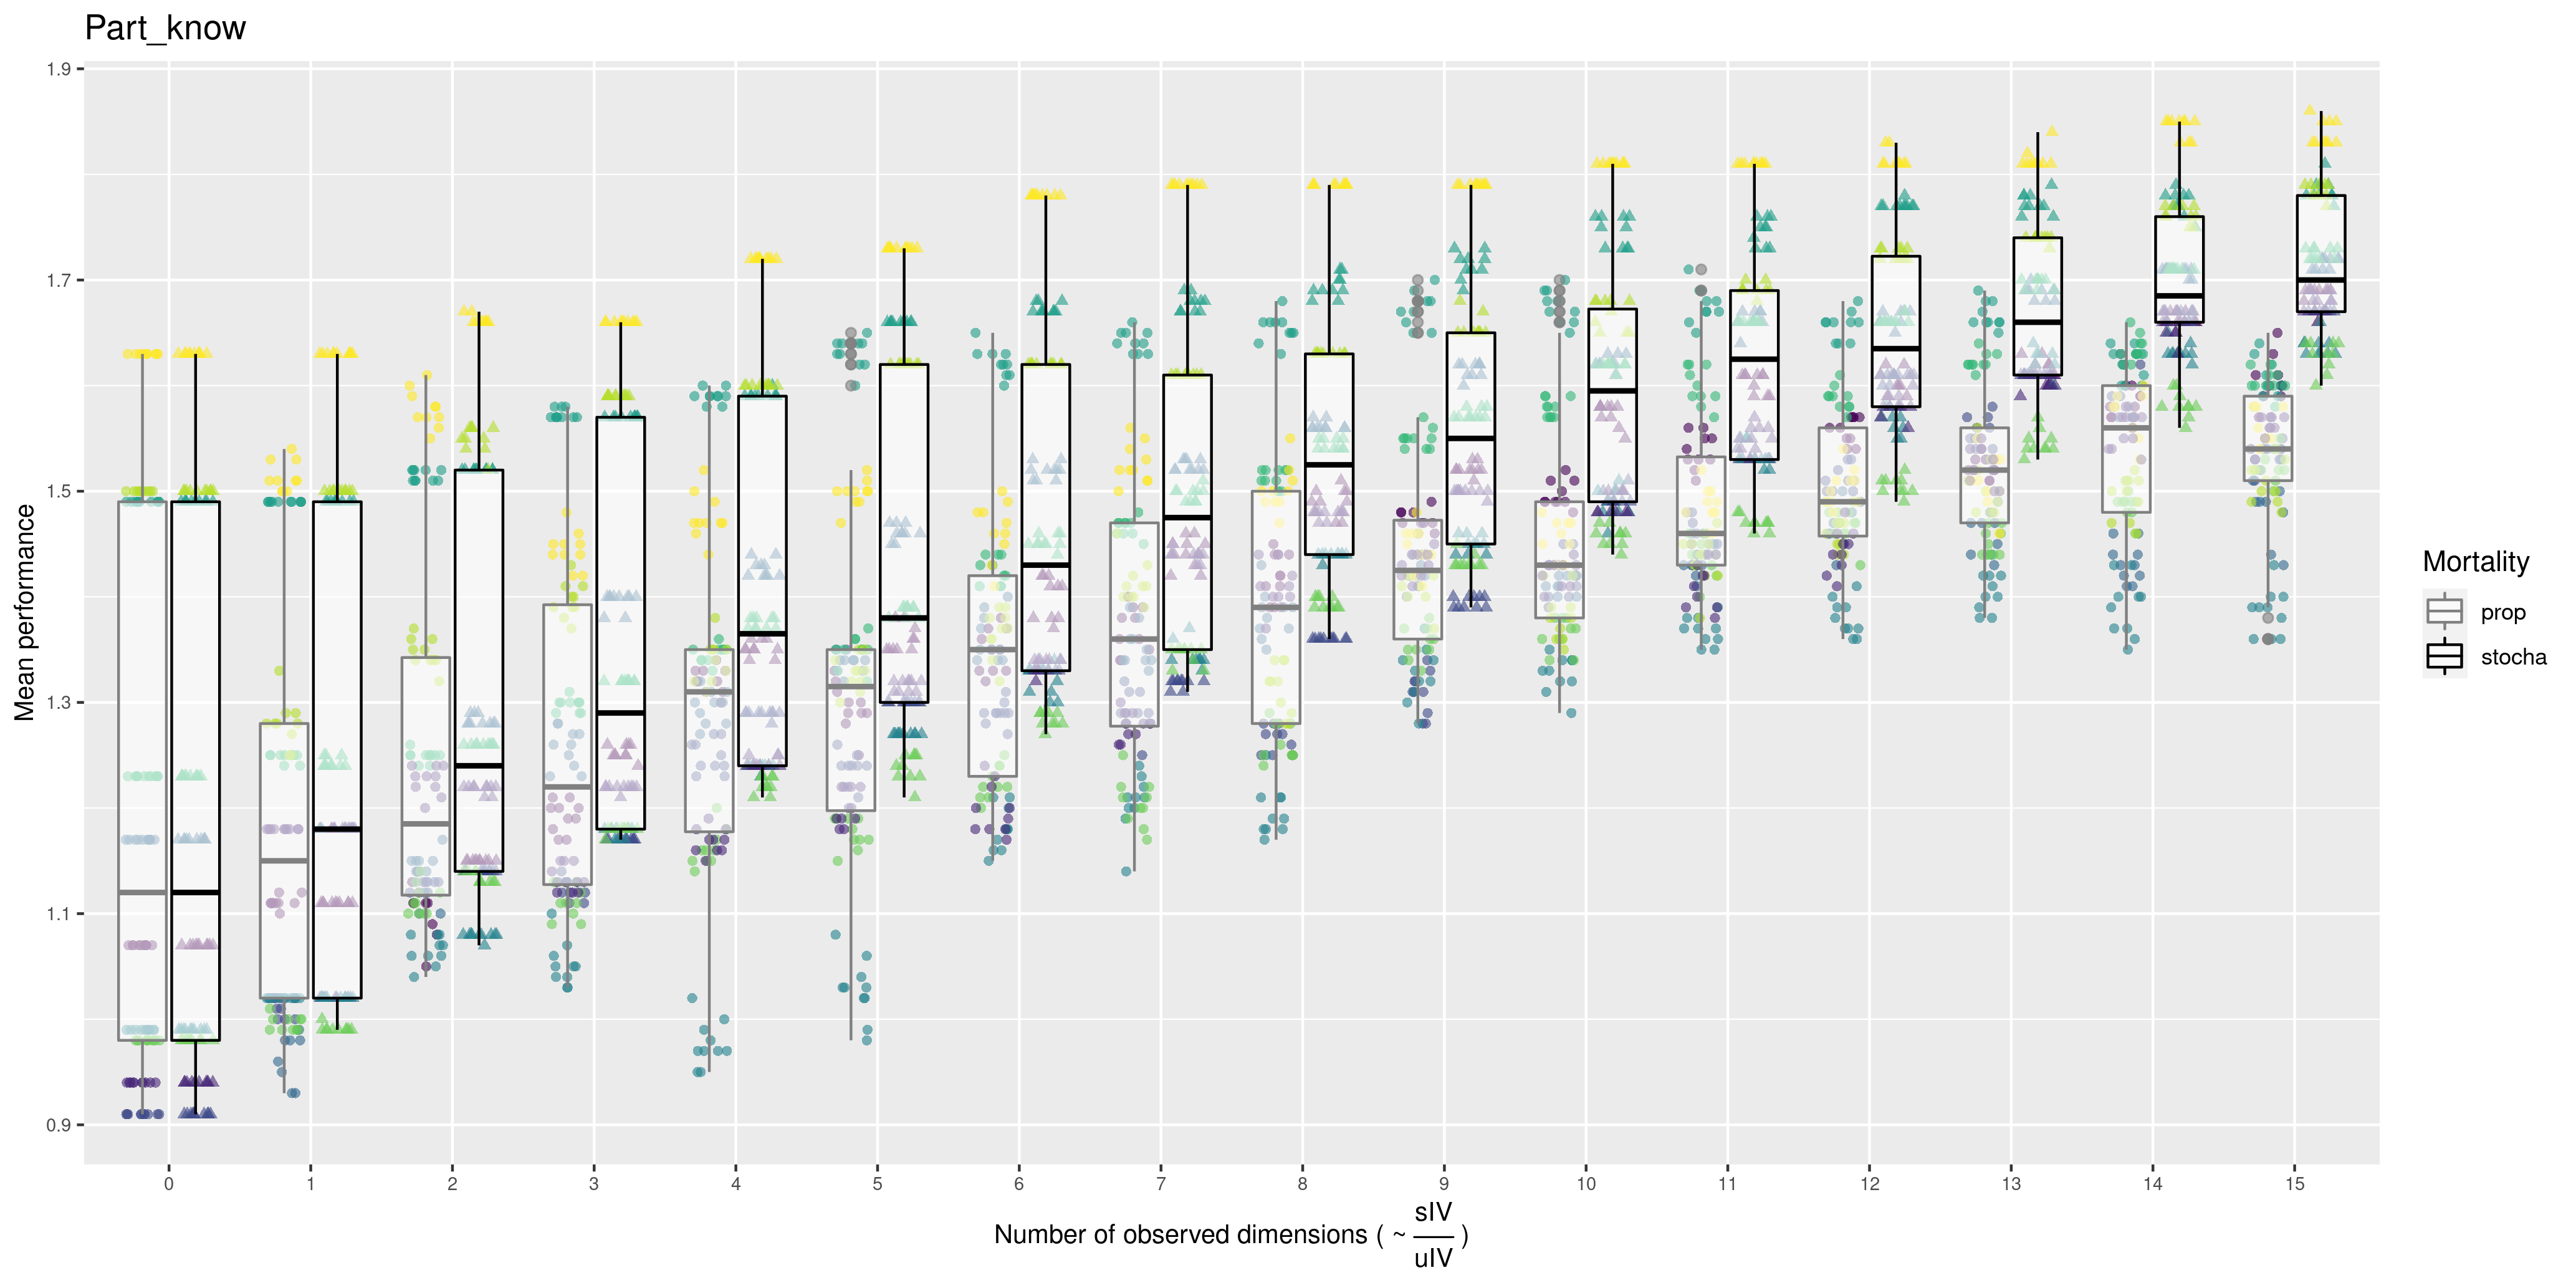 Part_know
1.9
1.7
1.5
1.3
1.1
0.9
Mean performance
0 1 2 3 4 5 6 7 8 9 10 11 12 13 14 15
Number of observed dimensions ( ~ sIV / uIV )
Mortality
prop
stocha